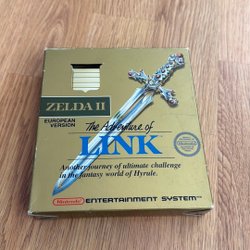 ZELDA II
EUROPEAN
VERSION
The Adventure of
LINK
Another journey of ultimate challenge
in the fantasy world of Hyrule.
Nintendo ENTERTAINMENT SYSTEM™